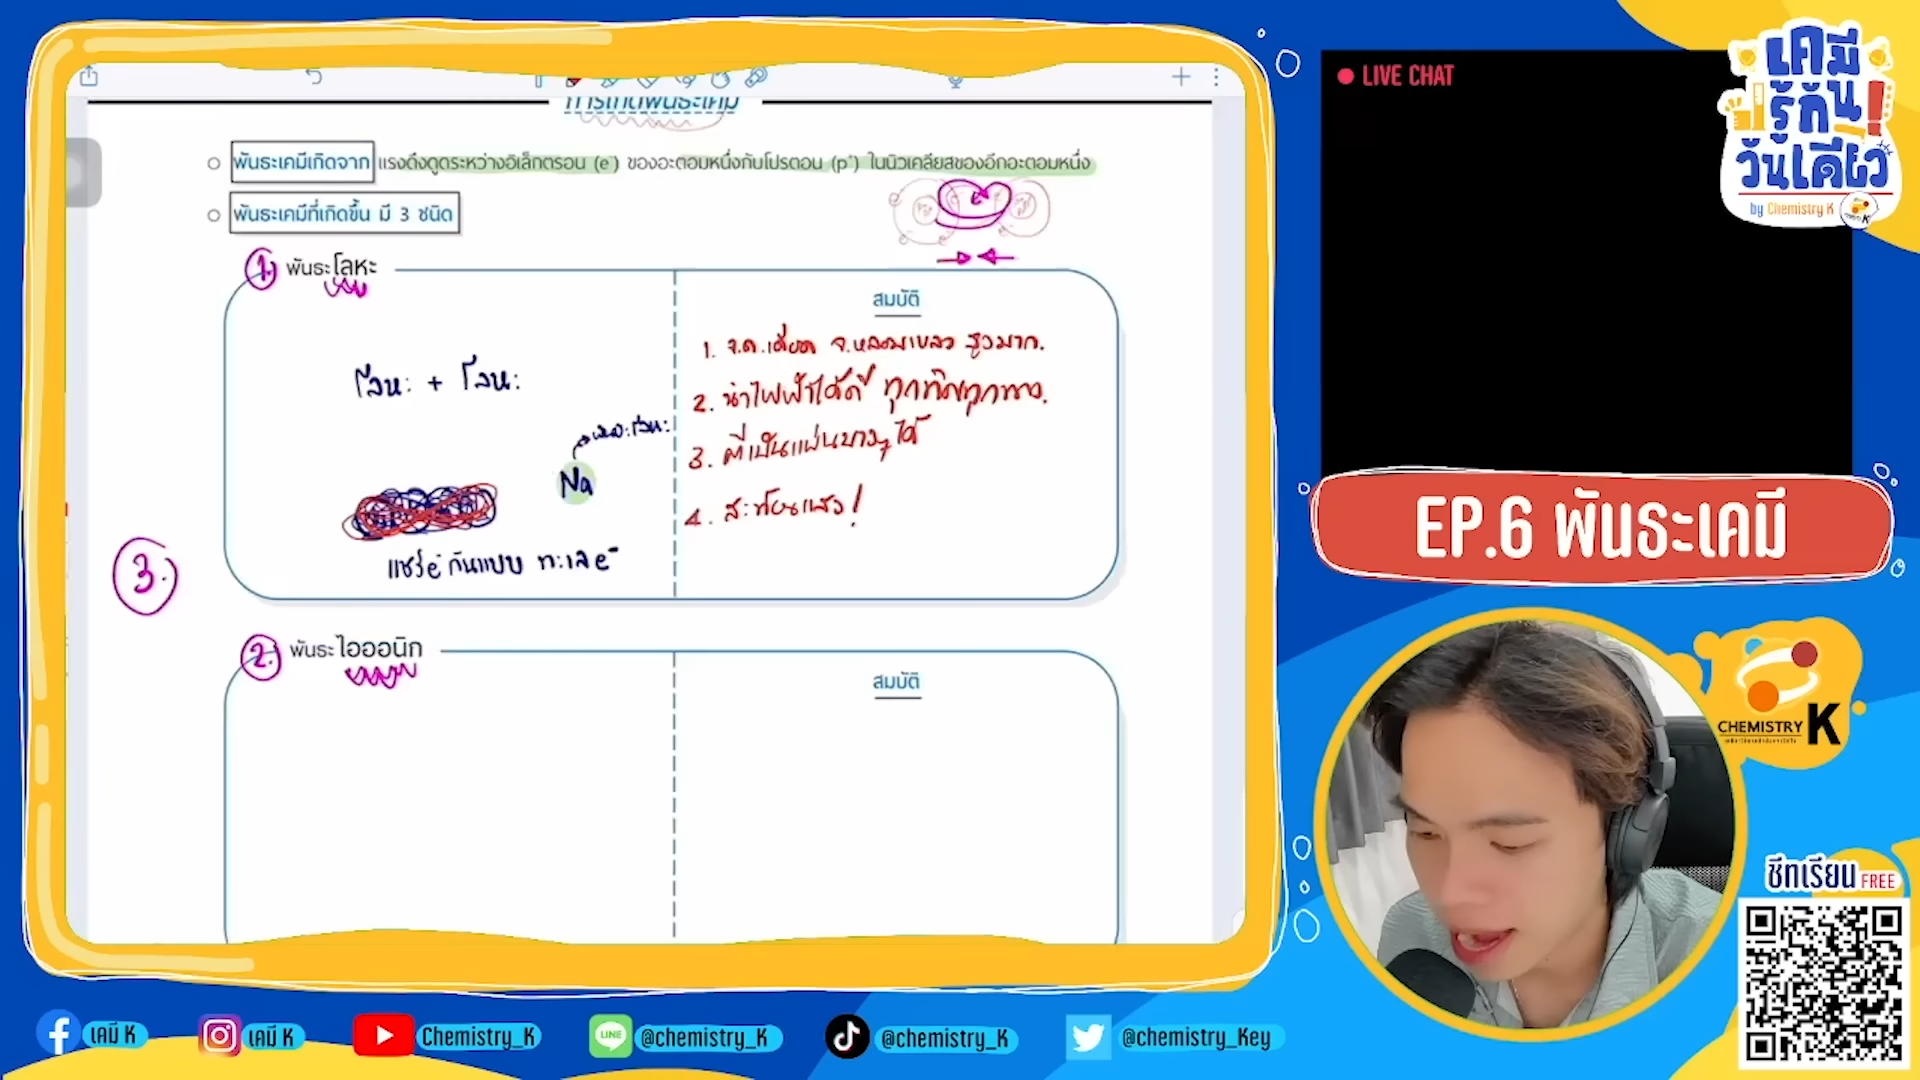 การเกิดพันธะเคมี
พันธะเคมีเกิดจาก แรงดึงดูดระหว่างอิเล็กตรอน (e⁻) ของอะตอมหนึ่งกับโปรตอน (p⁺) ในนิวเคลียสของอีกอะตอมหนึ่ง
พันธะเคมีที่เกิดขึ้น มี 3 ชนิด
1. พันธะโลหะ
สมบัติ
โลหะ + โลหะ
Na
แชร์ e⁻ กันแบบ ทะเล e⁻
1. จ.ด.เดือด จ.หลอมเหลว สูงมาก.
2. นำไฟฟ้าได้ดี ทุกทิศทุกทาง.
3. ตีเป็นแผ่นบางๆ ได้
4. สะท้อนแสง!
3.
2. พันธะไอออนิก
สมบัติ
LIVE CHAT
เคมี
รู้กัน!
วันเดียว
by Chemistry K
EP.6 พันธะเคมี
CHEMISTRY K
ชีทเรียน FREE
เคมี K
เคมี K
Chemistry_K
LINE
@chemistry_K
@chemistry_K
@chemistry_Key